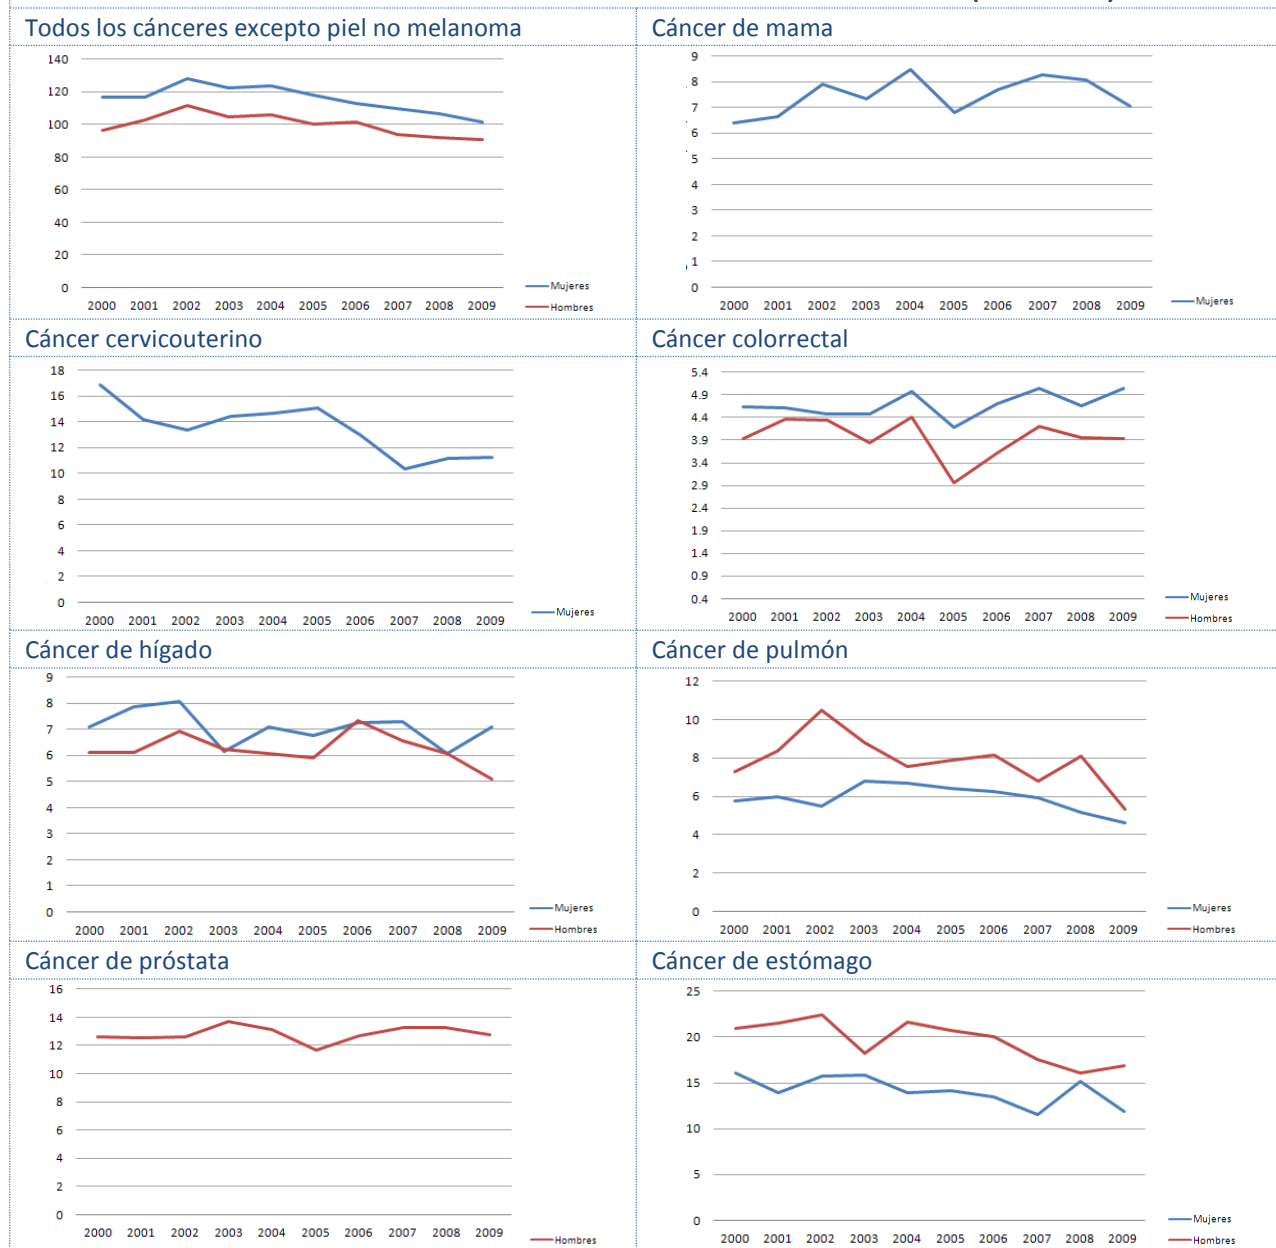 Todos los cánceres excepto piel no melanoma
140
120
100
80
60
40
20
0
2000 2001 2002 2003 2004 2005 2006 2007 2008 2009
Mujeres
Hombres
Cáncer de mama
9
8
7
6
5
4
3
2
1
0
2000 2001 2002 2003 2004 2005 2006 2007 2008 2009
Mujeres
Cáncer cervicouterino
18
16
14
12
10
8
6
4
2
0
2000 2001 2002 2003 2004 2005 2006 2007 2008 2009
Mujeres
Cáncer colorrectal
5.4
4.9
4.4
3.9
3.4
2.9
2.4
1.9
1.4
0.9
0.4
2000 2001 2002 2003 2004 2005 2006 2007 2008 2009
Mujeres
Hombres
Cáncer de hígado
9
8
7
6
5
4
3
2
1
0
2000 2001 2002 2003 2004 2005 2006 2007 2008 2009
Mujeres
Hombres
Cáncer de pulmón
12
10
8
6
4
2
0
2000 2001 2002 2003 2004 2005 2006 2007 2008 2009
Mujeres
Hombres
Cáncer de próstata
16
14
12
10
8
6
4
2
0
2000 2001 2002 2003 2004 2005 2006 2007 2008 2009
Hombres
Cáncer de estómago
25
20
15
10
5
0
2000 2001 2002 2003 2004 2005 2006 2007 2008 2009
Mujeres
Hombres